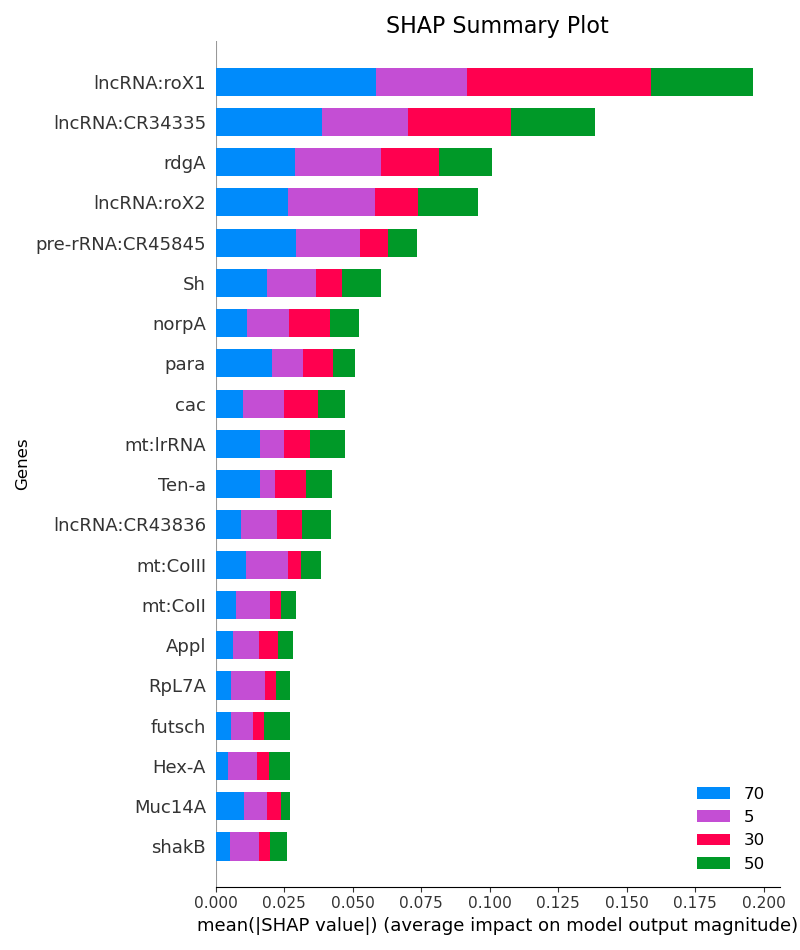 SHAP Summary Plot
lncRNA:roX1
lncRNA:CR34335
rdgA
lncRNA:roX2
pre-rRNA:CR45845
Sh
norpA
para
cac
mt:lrRNA
Ten-a
lncRNA:CR43836
mt:CoIII
mt:CoII
Appl
RpL7A
futsch
Hex-A
Muc14A
shakB
Genes
70
5
30
50
0.000 0.025 0.050 0.075 0.100 0.125 0.150 0.175 0.200
mean(|SHAP value|) (average impact on model output magnitude)